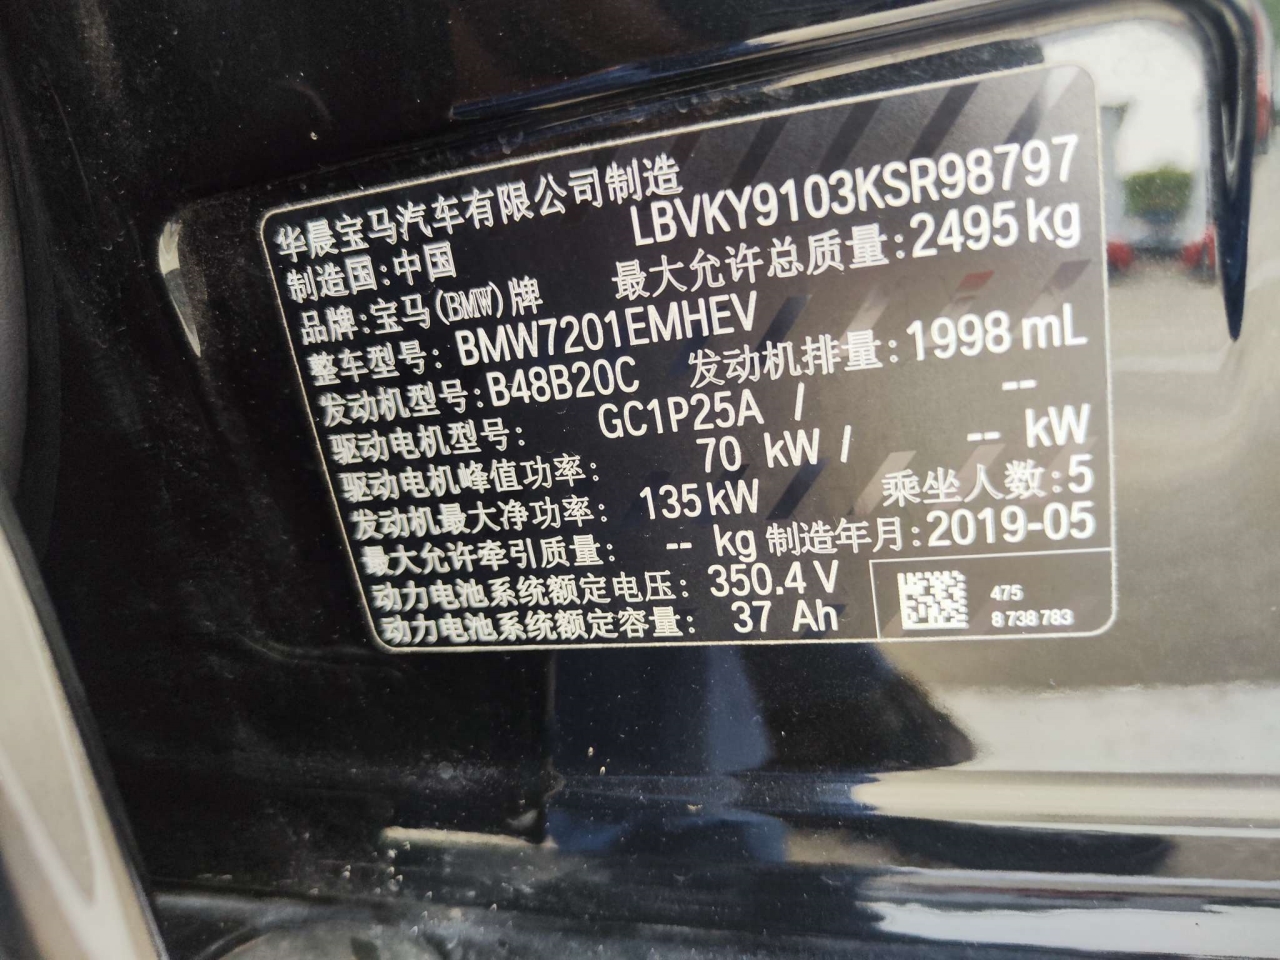 华晨宝马汽车有限公司制造
制造国:中国 LBVKY9103KSR98797
品牌:宝马(BMW)牌 最大允许总质量:2495kg
整车型号: BMW7201EMHEV
发动机型号:B48B20C 发动机排量:1998 mL
驱动电机型号: GC1P25A / --
驱动电机峰值功率: 70 kW / -- kW
发动机最大净功率: 135kW 乘坐人数:5
最大允许牵引质量: -- kg 制造年月:2019-05
动力电池系统额定电压: 350.4 V
动力电池系统额定容量: 37 Ah
475
8 738 783